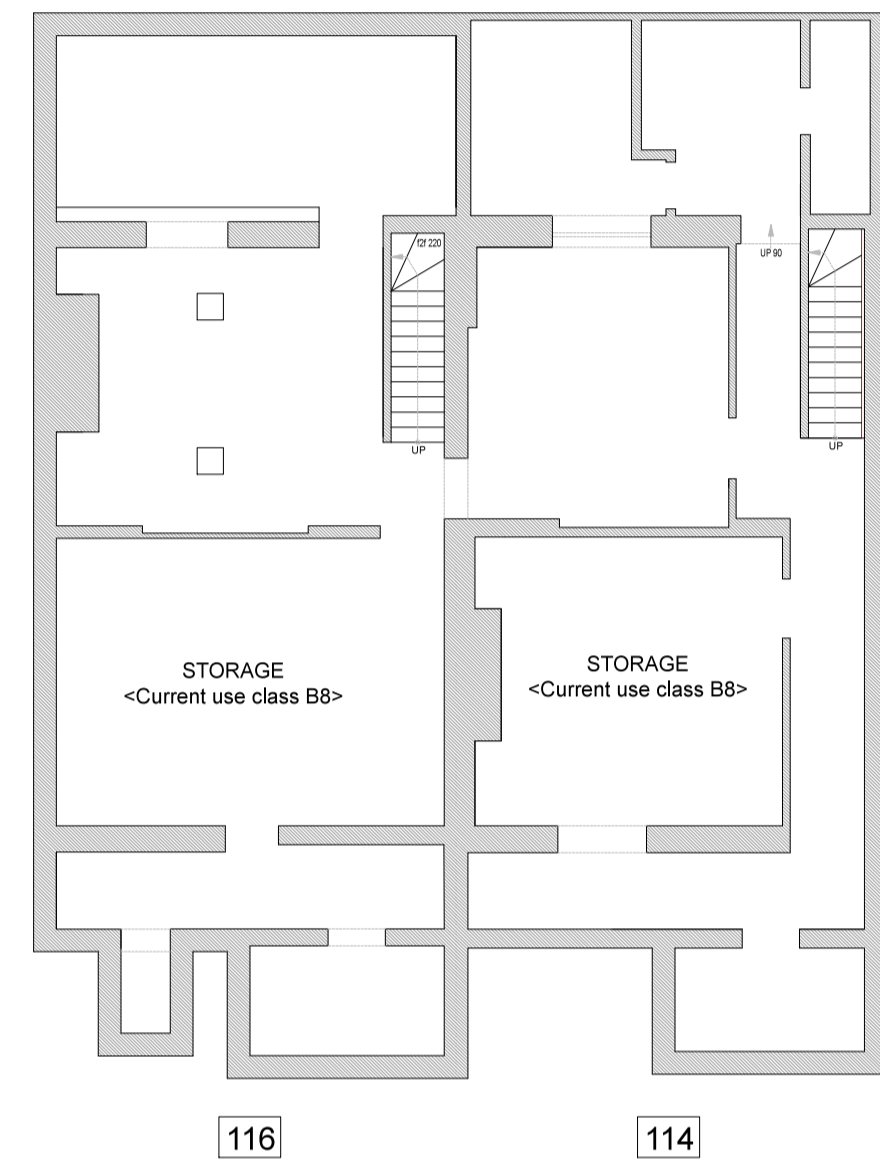 f2f 220
UP 90
UP
UP
STORAGE
<Current use class B8>
STORAGE
<Current use class B8>
116
114